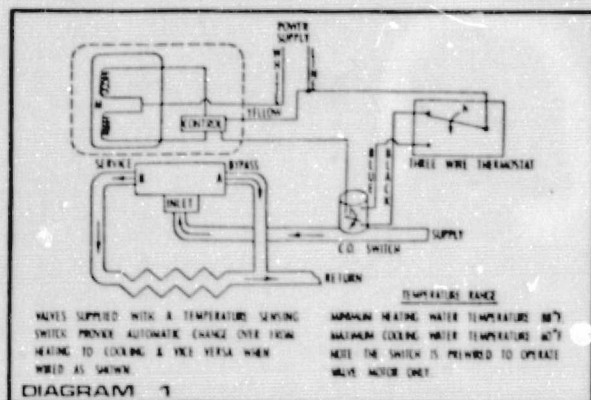 POWER
SUPPLY
WHITE
LINE
M
CONTROL
YELLOW
THREE WIRE THERMOSTAT
BLUE
BLACK
SERVICE
BYPASS
B
A
INLET
C.O. SWITCH
SUPPLY
RETURN
TEMPERATURE RANGE
VALVES SUPPLIED WITH A TEMPERATURE SENSING
SWITCH PROVIDE AUTOMATIC CHANGE OVER FROM
HEATING TO COOLING & VICE VERSA WHEN
WIRED AS SHOWN.
MINIMUM HEATING WATER TEMPERATURE
MAXIMUM COOLING WATER TEMPERATURE 60°F
NOTE THE SWITCH IS PREWIRED TO OPERATE
VALVE MOTOR ONLY.
DIAGRAM 1